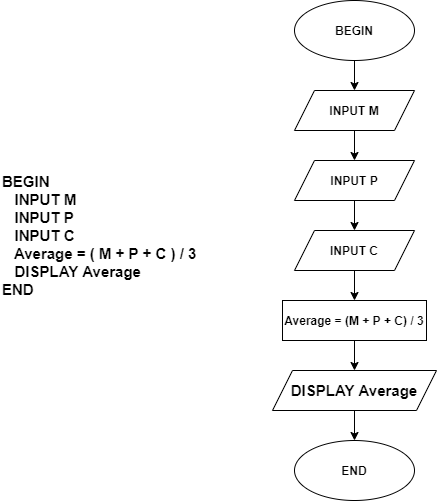 BEGIN
INPUT M
INPUT P
INPUT C
Average = ( M + P + C ) / 3
DISPLAY Average
END
BEGIN
INPUT M
INPUT P
INPUT C
Average = (M + P + C) / 3
DISPLAY Average
END